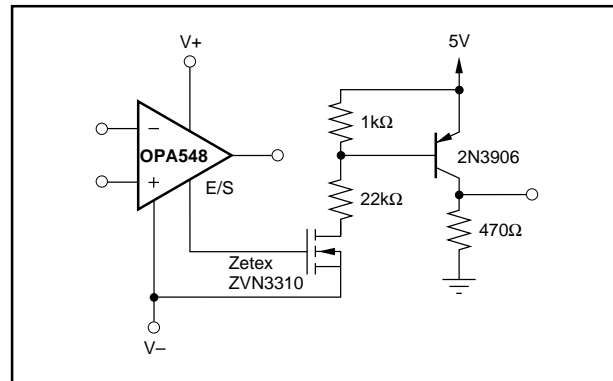 V+
5V
−
OPA548
+
E/S
1kΩ
2N3906
22kΩ
470Ω
Zetex
ZVN3310
V–